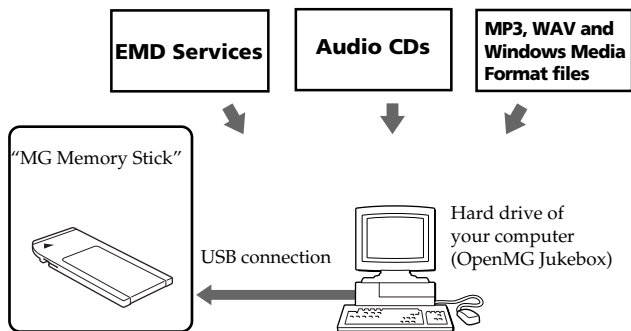 EMD Services
Audio CDs
MP3, WAV and
Windows Media
Format files
“MG Memory Stick”
USB connection
Hard drive of
your computer
(OpenMG Jukebox)